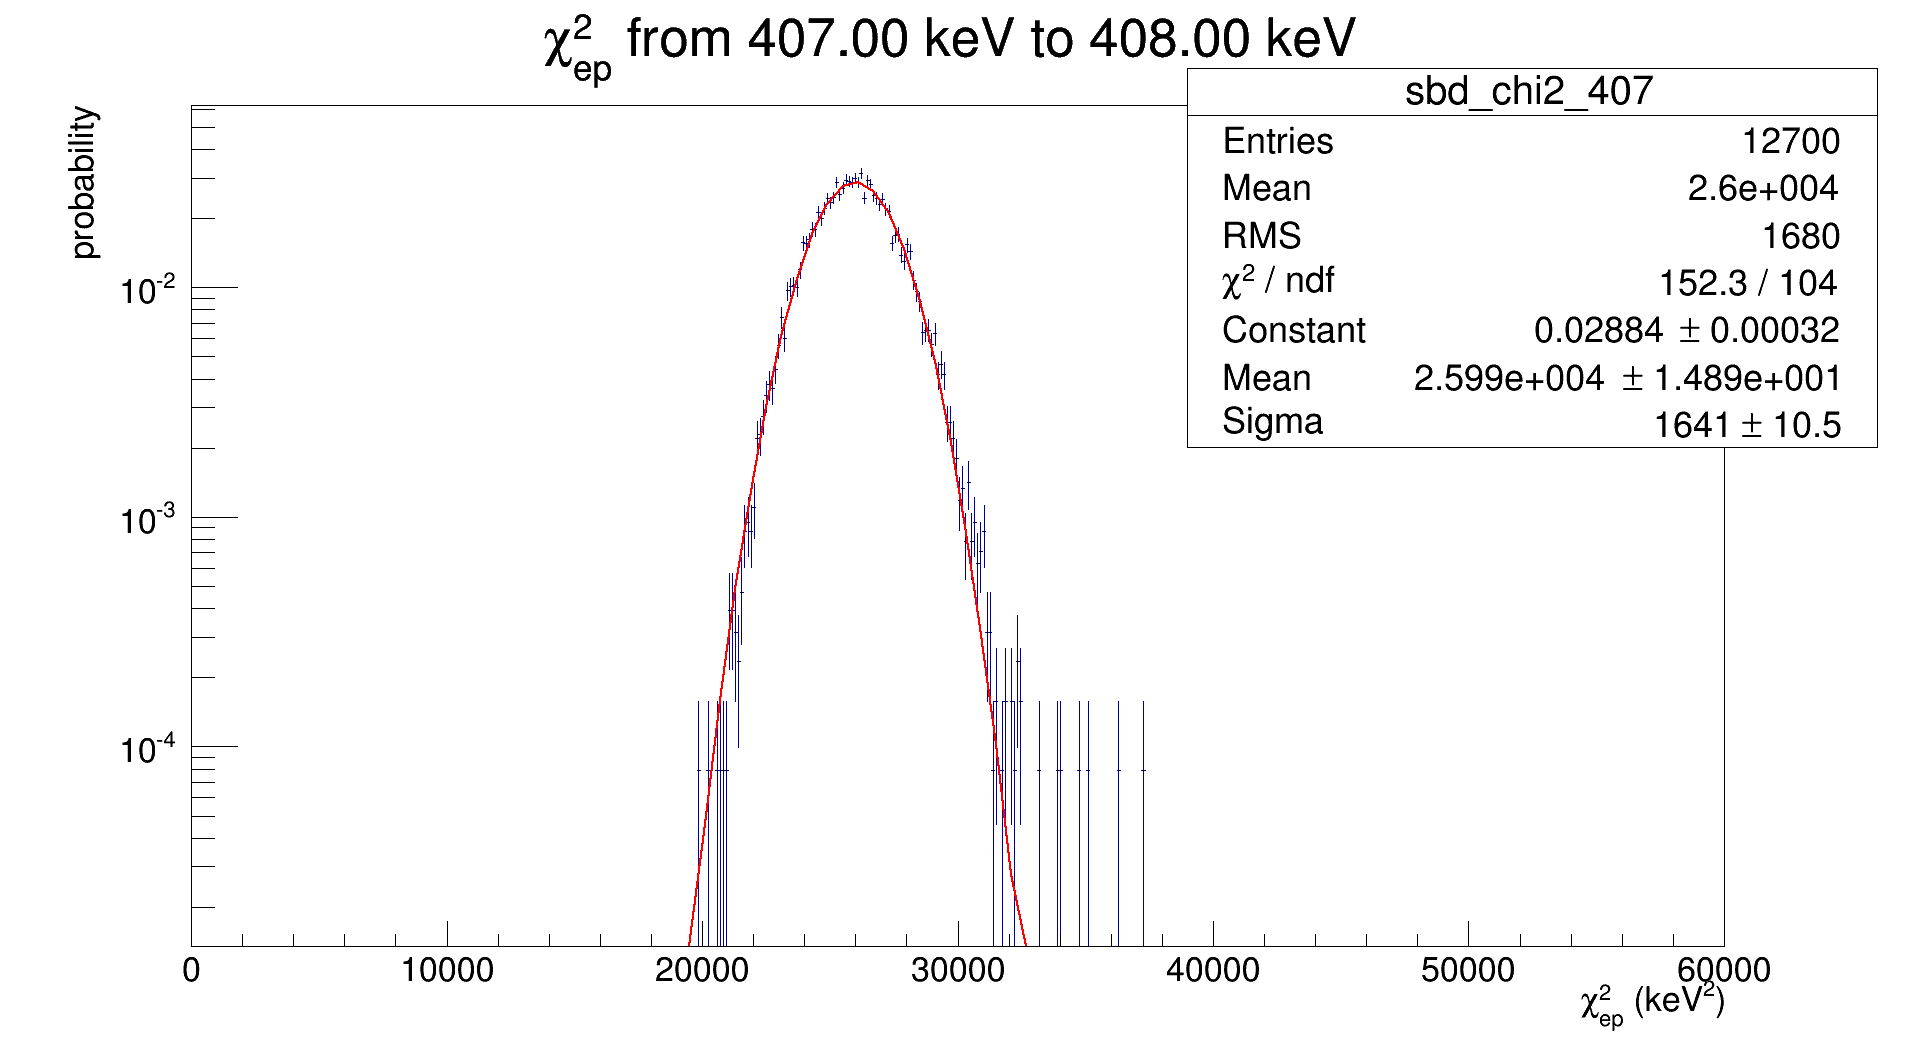 χ²ep from 407.00 keV to 408.00 keV
probability
sbd_chi2_407
Entries 12700
Mean 2.6e+004
RMS 1680
χ² / ndf 152.3 / 104
Constant 0.02884 ± 0.00032
Mean 2.599e+004 ± 1.489e+001
Sigma 1641 ± 10.5
10⁻²
10⁻³
10⁻⁴
0 10000 20000 30000 40000 50000 60000
χ²ep (keV²)